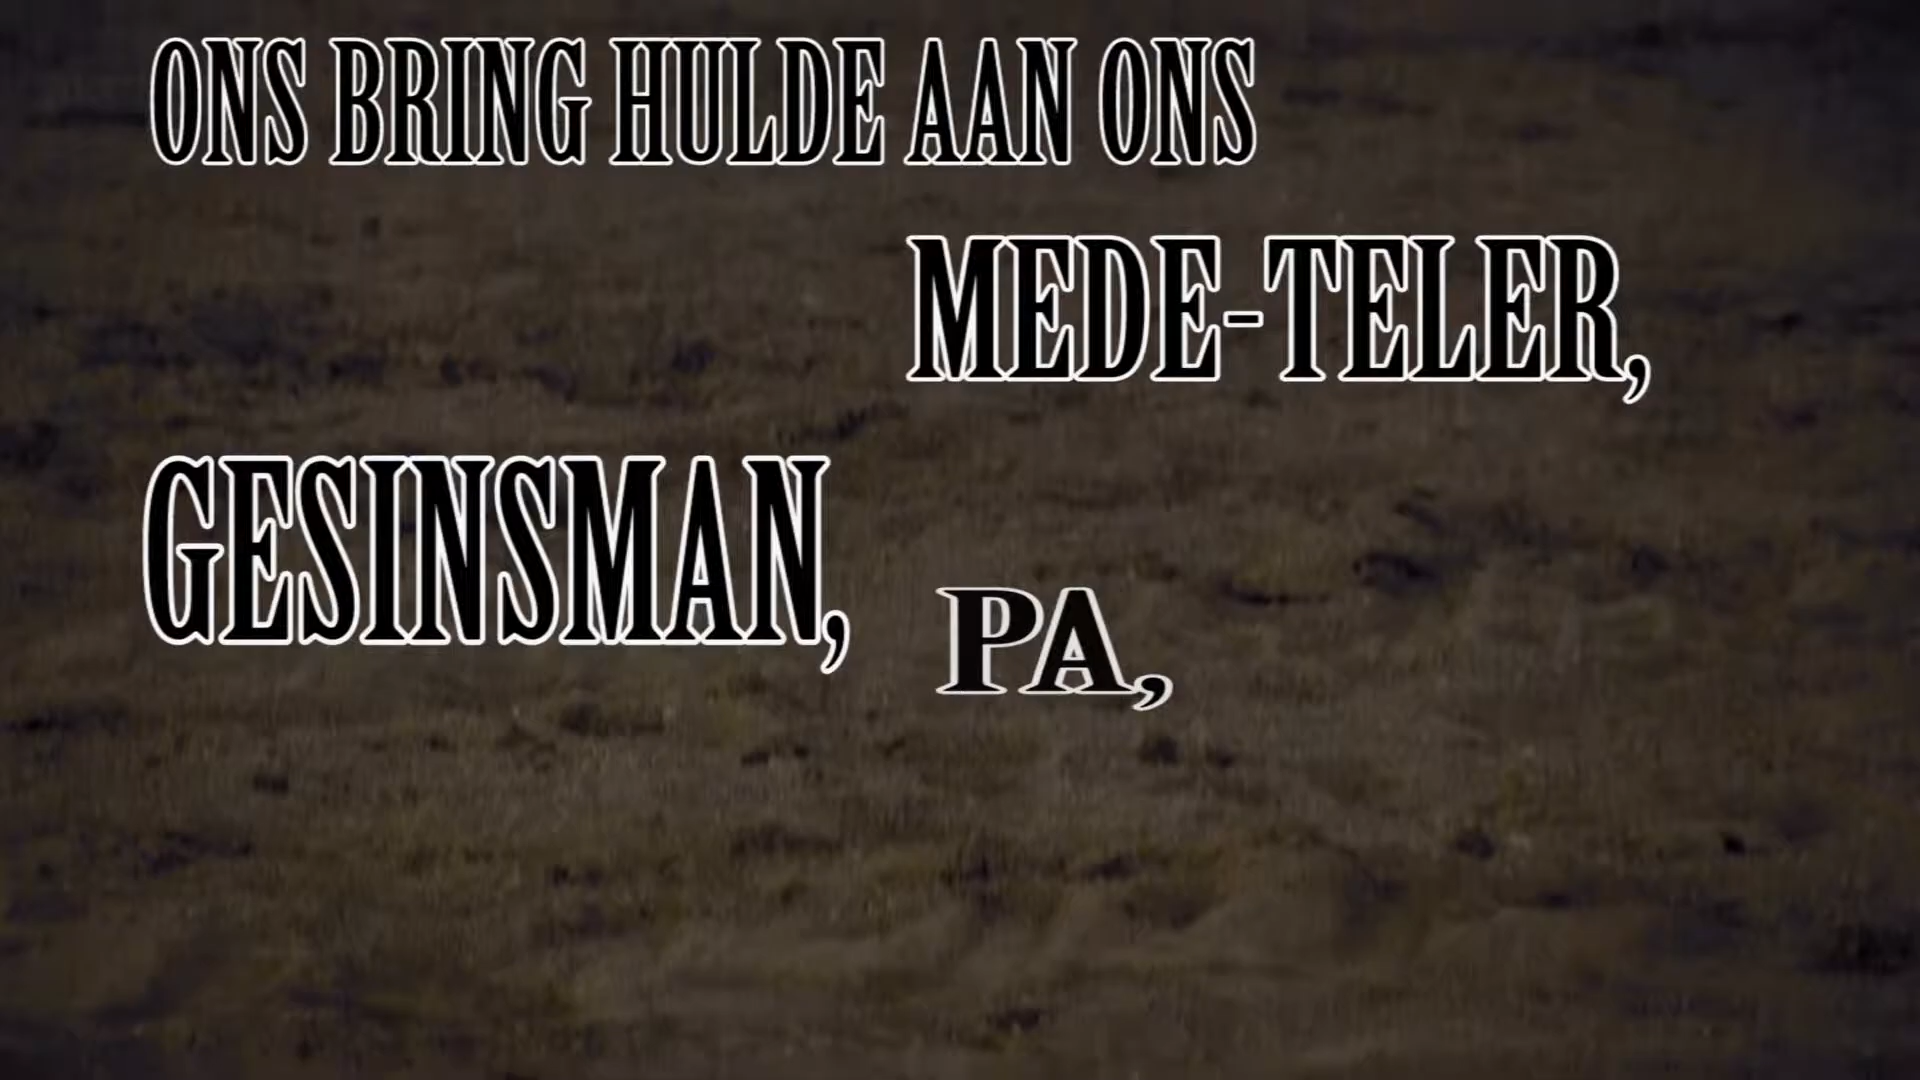 ONS BRING HULDE AAN ONS
MEDE-TELER,
GESINSMAN,
PA,